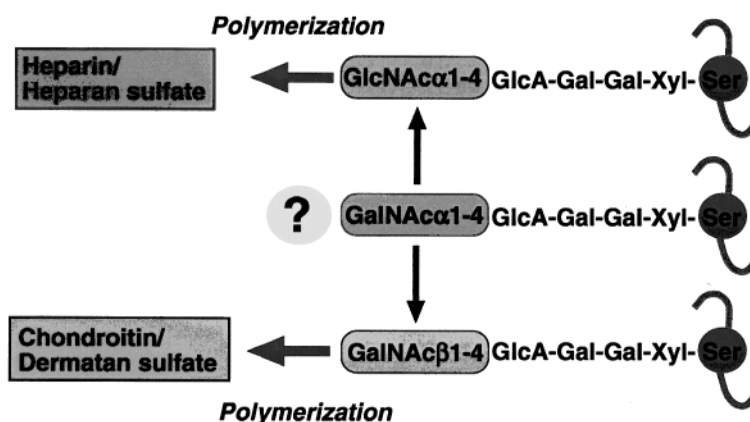 Polymerization
Heparin/
Heparan sulfate
GlcNAcα1-4 GlcA-Gal-Gal-Xyl- Ser
? GalNAcα1-4 GlcA-Gal-Gal-Xyl- Ser
Chondroitin/
Dermatan sulfate
GalNAcβ1-4 GlcA-Gal-Gal-Xyl- Ser
Polymerization